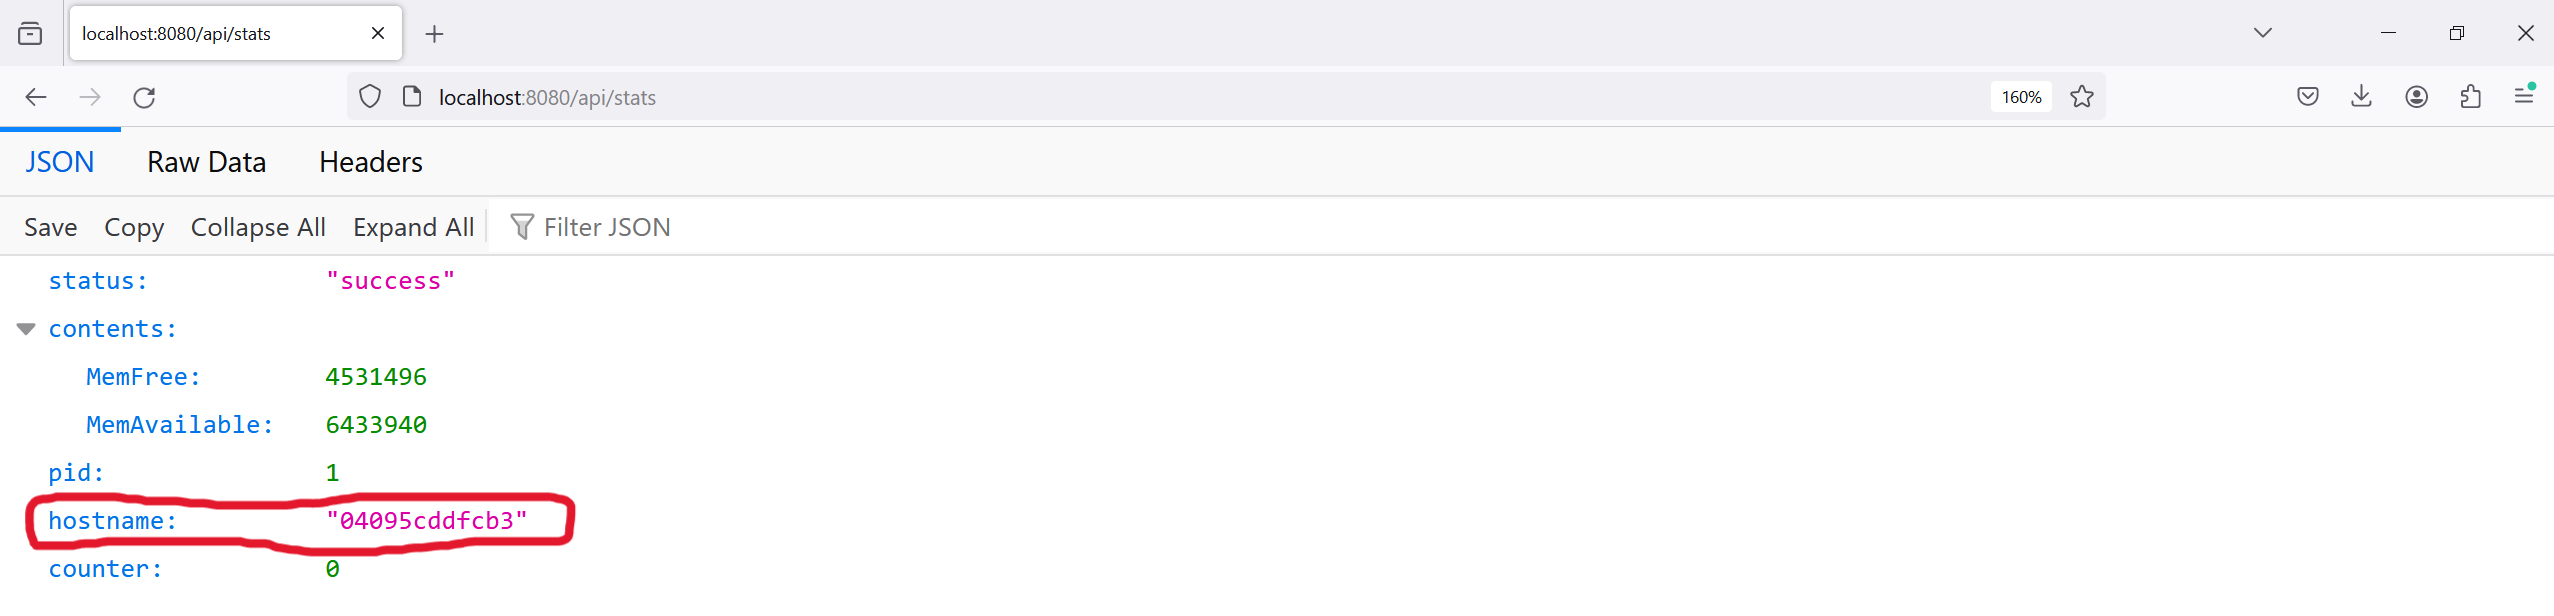 localhost:8080/api/stats
localhost:8080/api/stats 160%
JSON Raw Data Headers
Save Copy Collapse All Expand All Filter JSON
status: "success"
contents:
MemFree: 4531496
MemAvailable: 6433940
pid: 1
hostname: "04095cddfcb3"
counter: 0